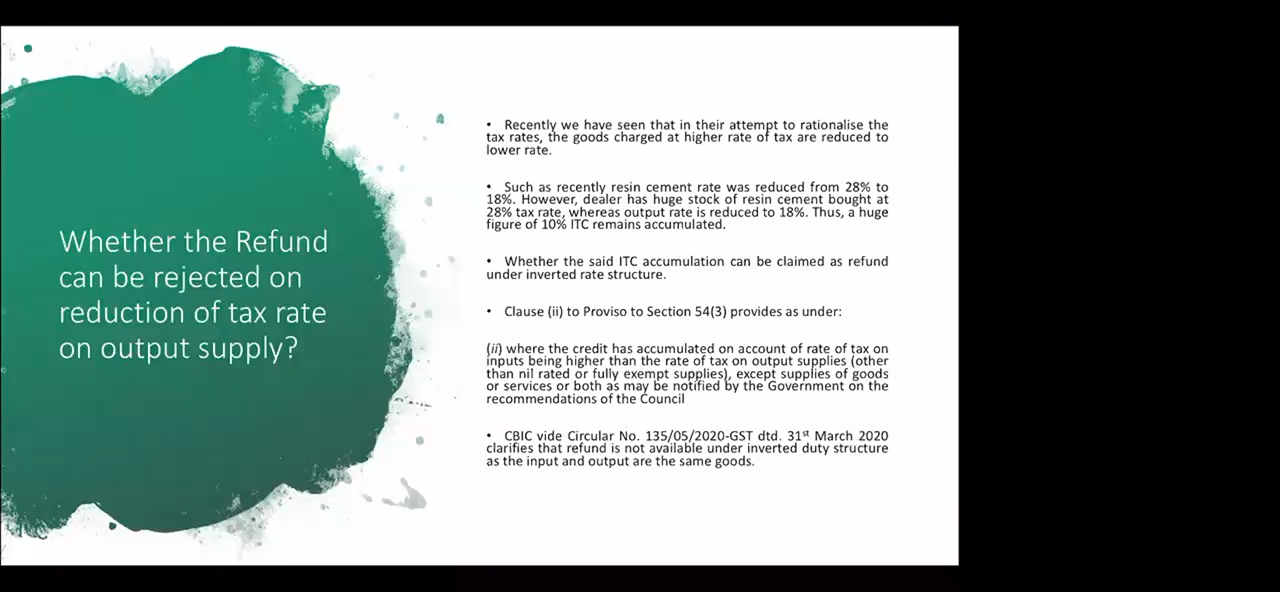 Whether the Refund
can be rejected on
reduction of tax rate
on output supply?
• Recently we have seen that in their attempt to rationalise the
tax rates, the goods charged at higher rate of tax are reduced to
lower rate.
• Such as recently resin cement rate was reduced from 28% to
18%. However, dealer has huge stock of resin cement bought at
28% tax rate, whereas output rate is reduced to 18%. Thus, a huge
figure of 10% ITC remains accumulated.
• Whether the said ITC accumulation can be claimed as refund
under inverted rate structure.
• Clause (ii) to Proviso to Section 54(3) provides as under:
(ii) where the credit has accumulated on account of rate of tax on
inputs being higher than the rate of tax on output supplies (other
than nil rated or fully exempt supplies), except supplies of goods
or services or both as may be notified by the Government on the
recommendations of the Council
• CBIC vide Circular No. 135/05/2020-GST dtd. 31st March 2020
clarifies that refund is not available under inverted duty structure
as the input and output are the same goods.